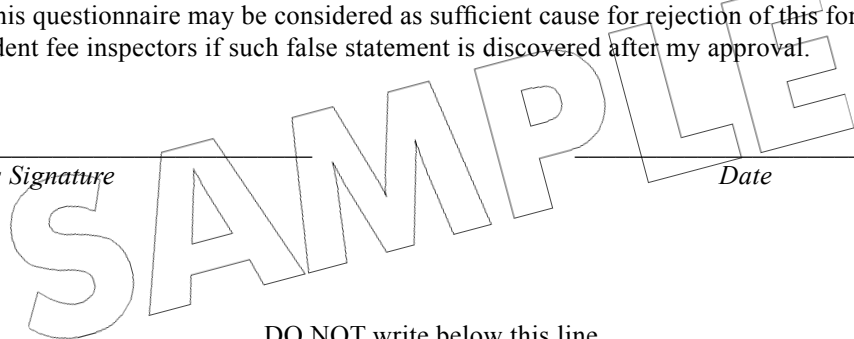 his questionnaire may be considered as sufficient cause for rejection of this for
dent fee inspectors if such false statement is discovered after my approval.
Signature
Date
SAMPLE
DO NOT write below this line